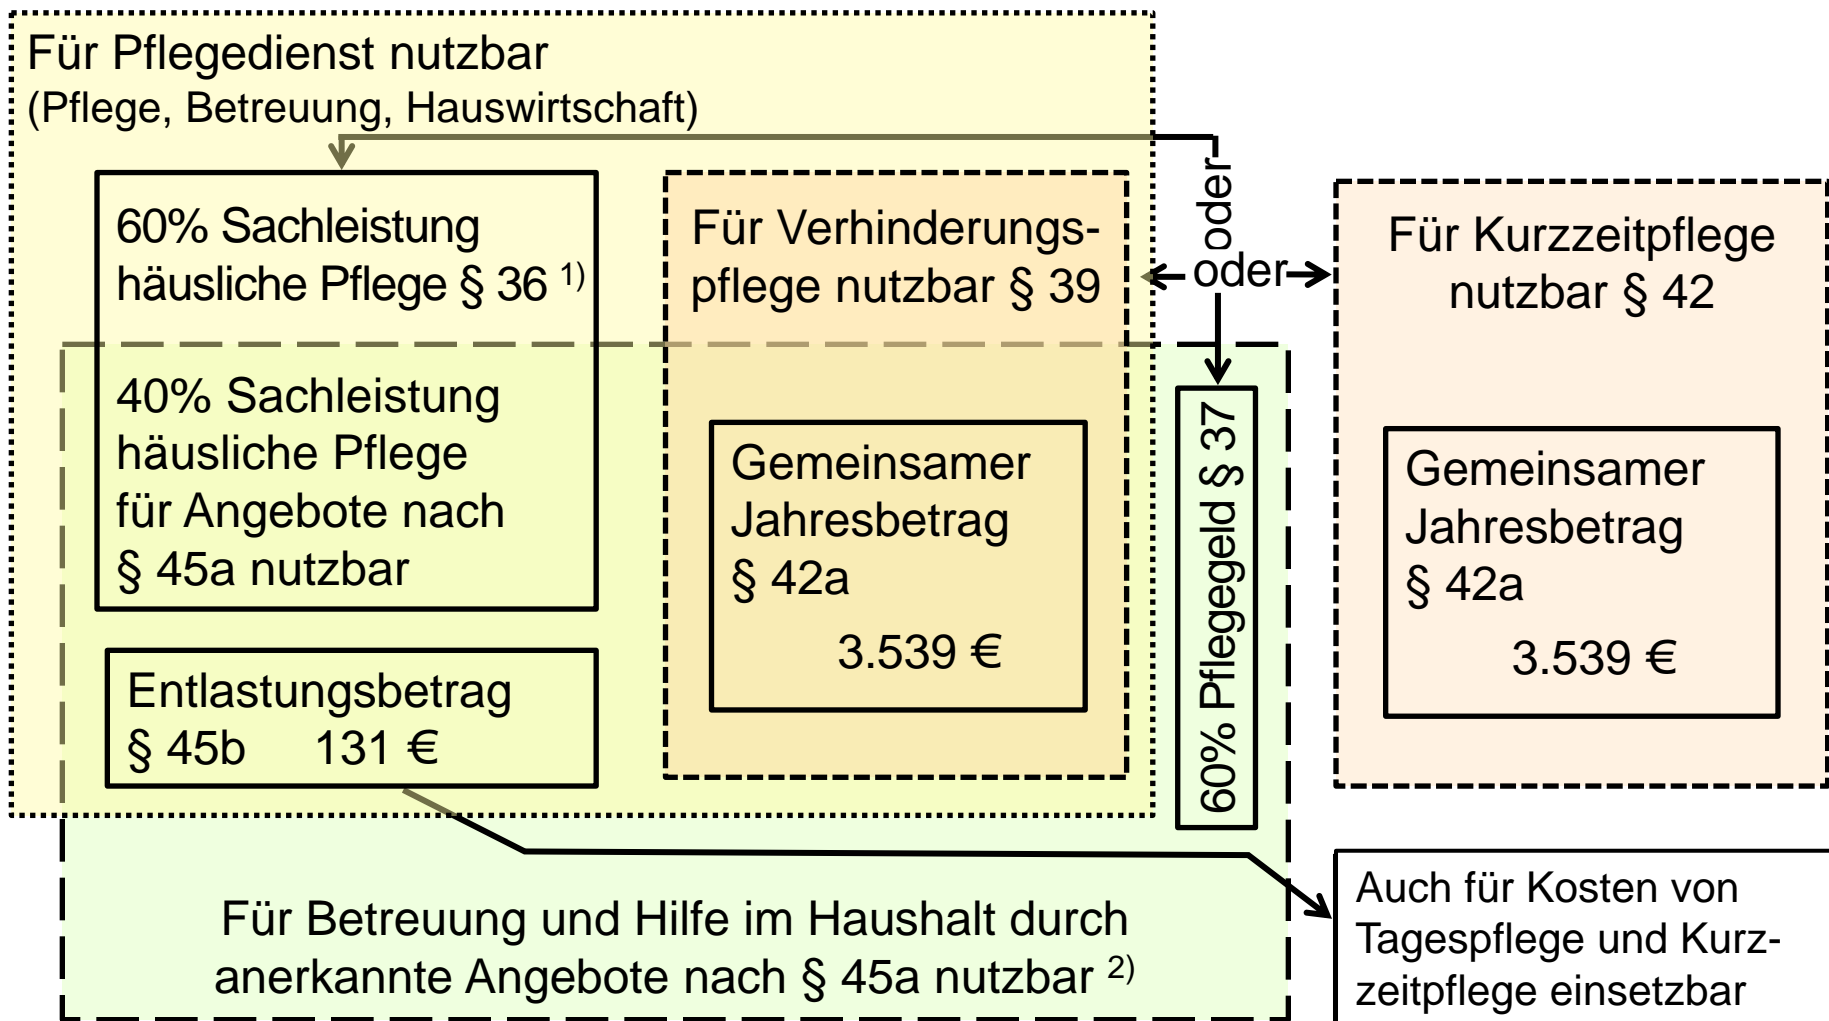 Für Pflegedienst nutzbar
(Pflege, Betreuung, Hauswirtschaft)
60% Sachleistung
häusliche Pflege § 36 1)
40% Sachleistung
häusliche Pflege
für Angebote nach
§ 45a nutzbar
Entlastungsbetrag
§ 45b 131 €
Für Verhinderungs-
pflege nutzbar § 39
Gemeinsamer
Jahresbetrag
§ 42a
3.539 €
oder
oder
60% Pflegegeld § 37
Für Kurzzeitpflege
nutzbar § 42
Gemeinsamer
Jahresbetrag
§ 42a
3.539 €
Für Betreuung und Hilfe im Haushalt durch
anerkannte Angebote nach § 45a nutzbar 2)
Auch für Kosten von
Tagespflege und Kurz-
zeitpflege einsetzbar